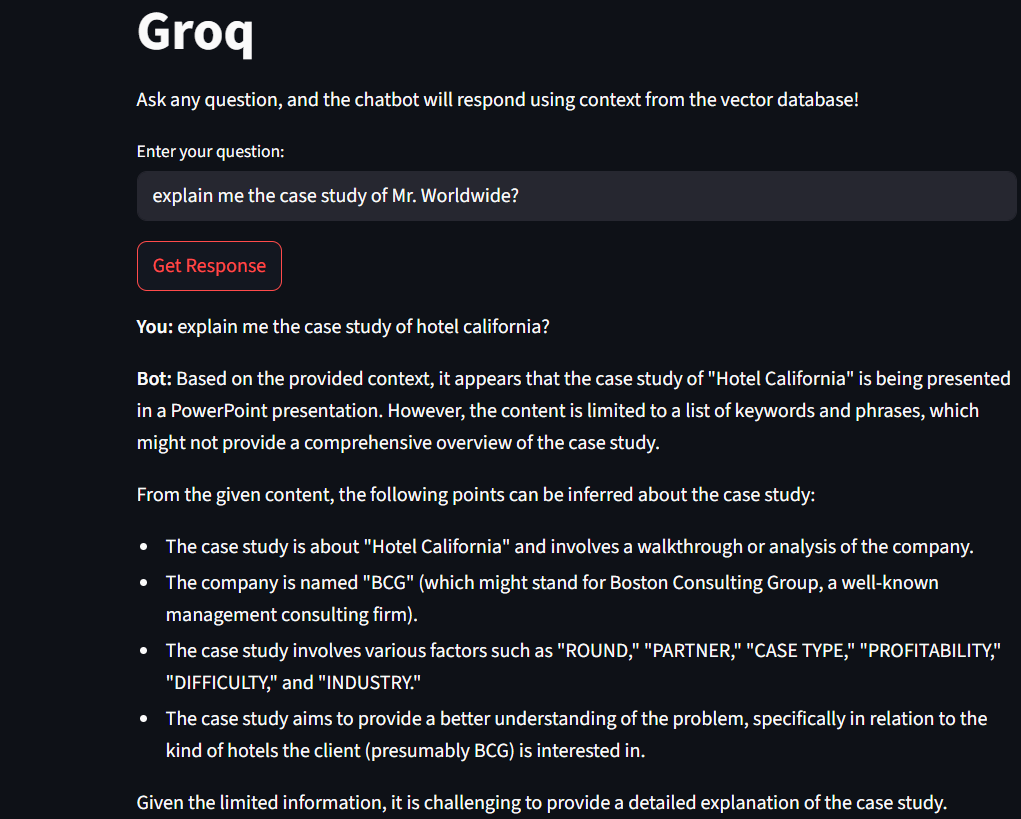 Groq
Ask any question, and the chatbot will respond using context from the vector database!
Enter your question:
explain me the case study of Mr. Worldwide?
Get Response
You: explain me the case study of hotel california?
Bot: Based on the provided context, it appears that the case study of "Hotel California" is being presented
in a PowerPoint presentation. However, the content is limited to a list of keywords and phrases, which
might not provide a comprehensive overview of the case study.
From the given content, the following points can be inferred about the case study:
• The case study is about "Hotel California" and involves a walkthrough or analysis of the company.
• The company is named "BCG" (which might stand for Boston Consulting Group, a well-known
management consulting firm).
• The case study involves various factors such as "ROUND," "PARTNER," "CASE TYPE," "PROFITABILITY,"
"DIFFICULTY," and "INDUSTRY."
• The case study aims to provide a better understanding of the problem, specifically in relation to the
kind of hotels the client (presumably BCG) is interested in.
Given the limited information, it is challenging to provide a detailed explanation of the case study.